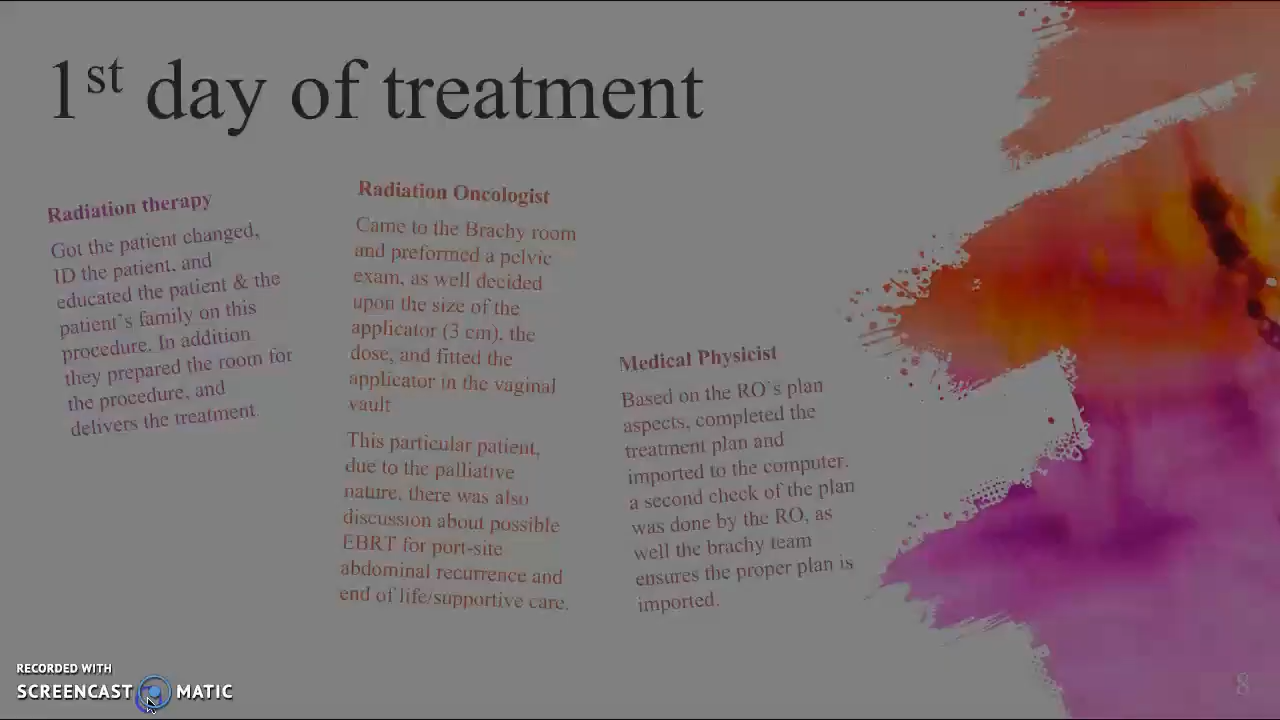 1st day of treatment
Radiation therapy
Got the patient changed,
ID the patient, and
educated the patient & the
patient's family on this
procedure. In addition
they prepared the room for
the procedure, and
delivers the treatment.
Radiation Oncologist
Came to the Brachy room
and preformed a pelvic
exam, as well decided
upon the size of the
applicator (3 cm), the
dose, and fitted the
applicator in the vaginal
vault
This particular patient,
due to the palliative
nature, there was also
discussion about possible
EBRT for port-site
abdominal recurrence and
end of life/supportive care.
Medical Physicist
Based on the RO's plan
aspects, completed the
treatment plan and
imported to the computer.
a second check of the plan
was done by the RO, as
well the brachy team
ensures the proper plan is
imported.
RECORDED WITH
SCREENCAST MATIC
8